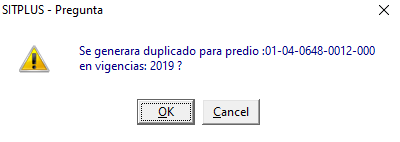 SITPLUS - Pregunta
Se generara duplicado para predio :01-04-0648-0012-000
en vigencias: 2019 ?
OK
Cancel